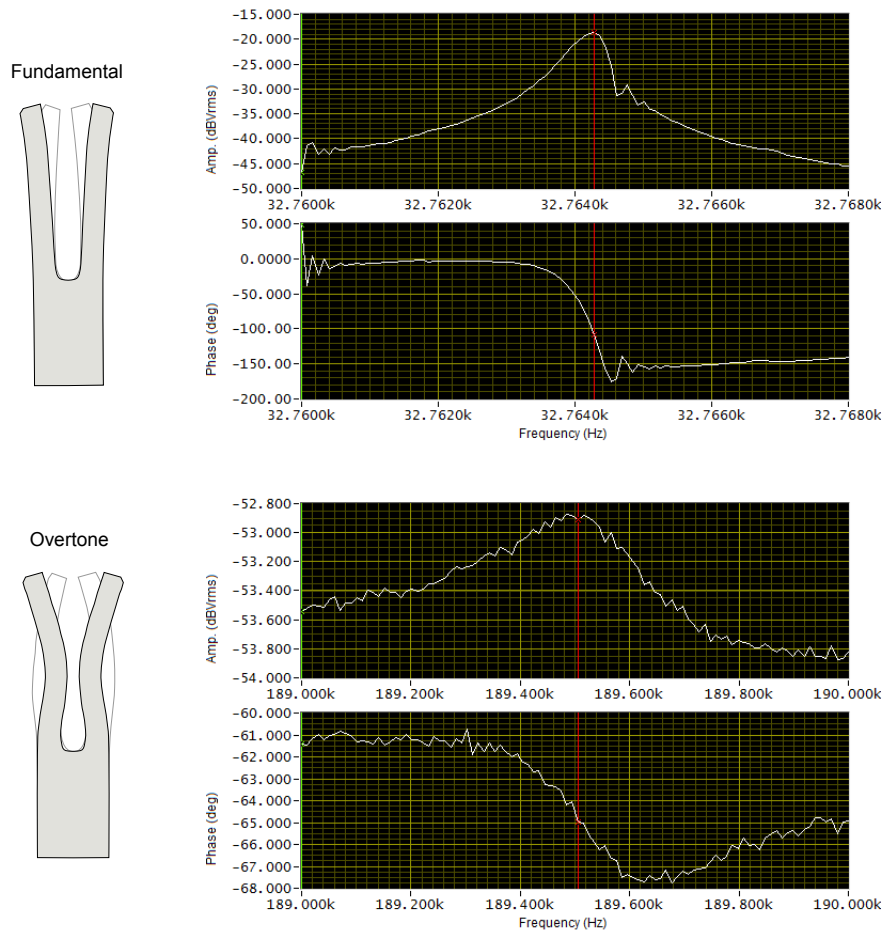 Fundamental
Amp. (dBVrms)
-15.000
-20.000
-25.000
-30.000
-35.000
-40.000
-45.000
-50.000
32.7600k 32.7620k 32.7640k 32.7660k 32.7680k
Phase (deg)
50.000
0.0000
-50.000
-100.00
-150.00
-200.00
32.7600k 32.7620k 32.7640k 32.7660k 32.7680k
Frequency (Hz)
Overtone
Amp. (dBVrms)
-52.800
-53.000
-53.200
-53.400
-53.600
-53.800
-54.000
189.000k 189.200k 189.400k 189.600k 189.800k 190.000k
Phase (deg)
-60.000
-61.000
-62.000
-63.000
-64.000
-65.000
-66.000
-67.000
-68.000
189.000k 189.200k 189.400k 189.600k 189.800k 190.000k
Frequency (Hz)